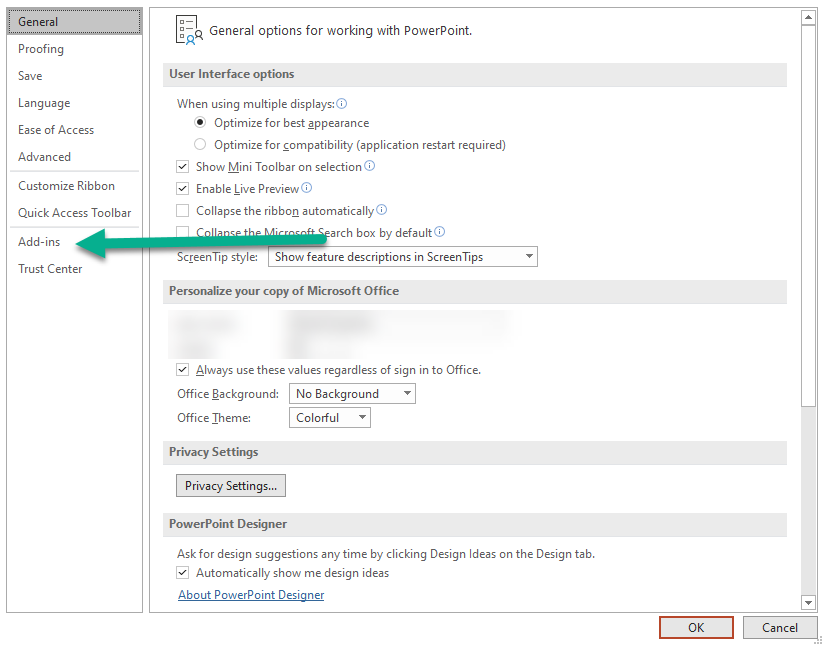 General
Proofing
Save
Language
Ease of Access
Advanced
Customize Ribbon
Quick Access Toolbar
Add-ins
Trust Center
General options for working with PowerPoint.
User Interface options
When using multiple displays:
Optimize for best appearance
Optimize for compatibility (application restart required)
Show Mini Toolbar on selection
Enable Live Preview
Collapse the ribbon automatically
Collapse the Microsoft Search box by default
ScreenTip style: Show feature descriptions in ScreenTips
Personalize your copy of Microsoft Office
Always use these values regardless of sign in to Office.
Office Background: No Background
Office Theme: Colorful
Privacy Settings
Privacy Settings...
PowerPoint Designer
Ask for design suggestions any time by clicking Design Ideas on the Design tab.
Automatically show me design ideas
About PowerPoint Designer
OK Cancel